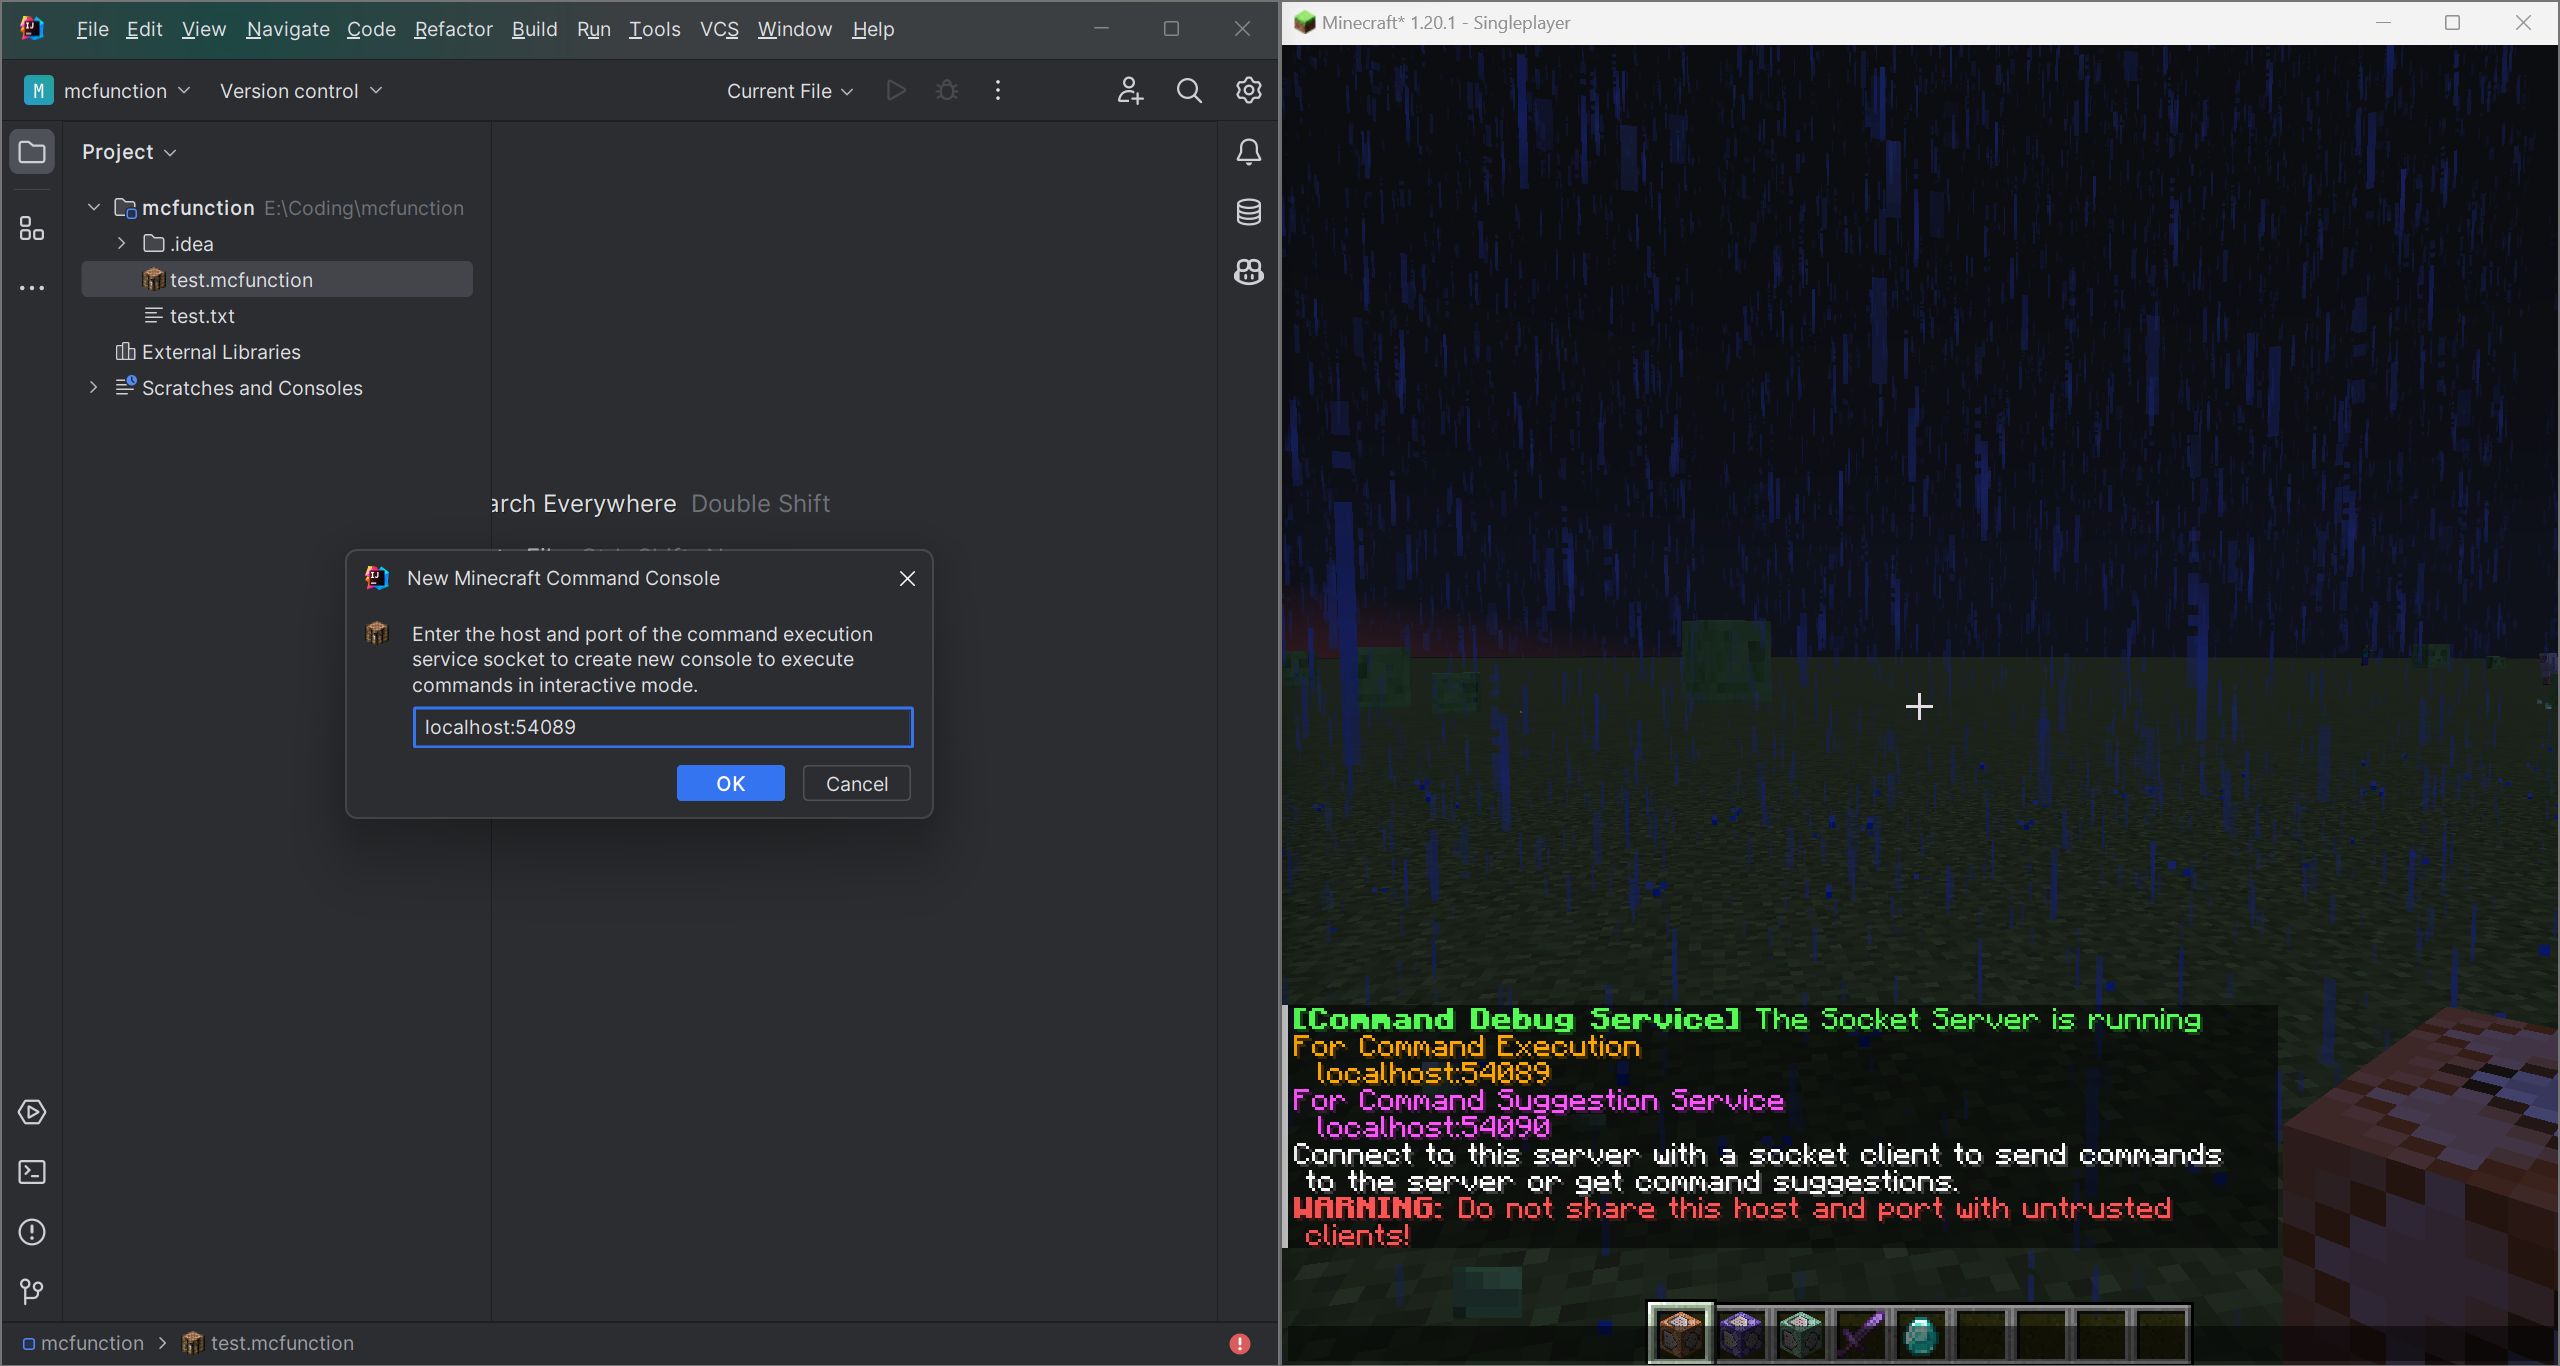 File Edit View Navigate Code Refactor Build Run Tools VCS Window Help
M mcfunction Version control Current File
Project
mcfunction E:\Coding\mcfunction
.idea
test.mcfunction
test.txt
External Libraries
Scratches and Consoles
arch Everywhere Double Shift
New Minecraft Command Console
Enter the host and port of the command execution
service socket to create new console to execute
commands in interactive mode.
localhost:54089
OK Cancel
mcfunction > test.mcfunction
Minecraft* 1.20.1 - Singleplayer
[Command Debug Service] The Socket Server is running
For Command Execution
localhost:54089
For Command Suggestion Service
localhost:54090
Connect to this server with a socket client to send commands
to the server or get command suggestions.
WARNING: Do not share this host and port with untrusted
clients!